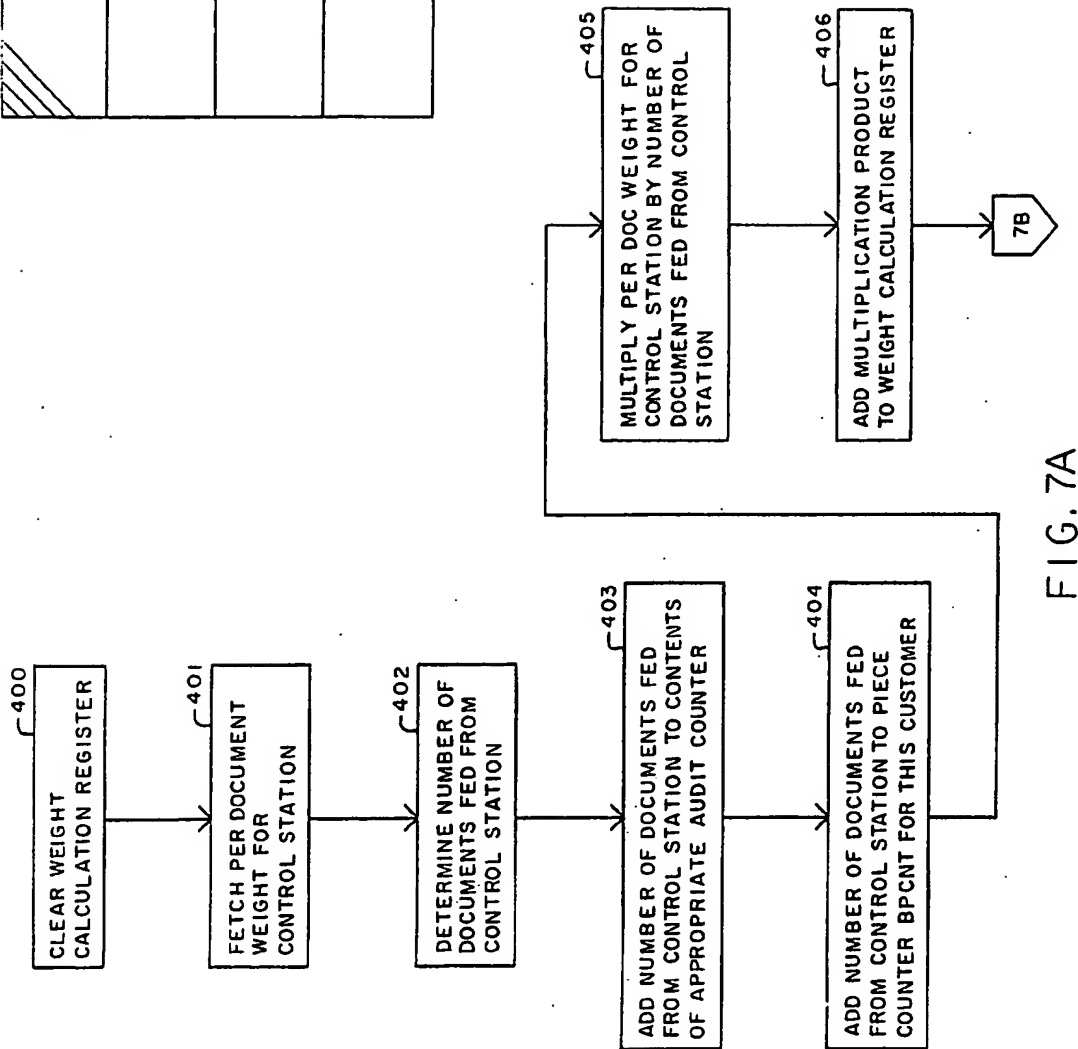 400
CLEAR WEIGHT
CALCULATION REGISTER
401
FETCH PER DOCUMENT
WEIGHT FOR
CONTROL STATION
402
DETERMINE NUMBER OF
DOCUMENTS FED FROM
CONTROL STATION
403
ADD NUMBER OF DOCUMENTS FED
FROM CONTROL STATION TO CONTENTS
OF APPROPRIATE AUDIT COUNTER
404
ADD NUMBER OF DOCUMENTS FED
FROM CONTROL STATION TO PIECE
COUNTER BPCNT FOR THIS CUSTOMER
405
MULTIPLY PER DOC WEIGHT FOR
CONTROL STATION BY NUMBER OF
DOCUMENTS FED FROM CONTROL
STATION
406
ADD MULTIPLICATION PRODUCT
TO WEIGHT CALCULATION REGISTER
7B
FIG. 7A